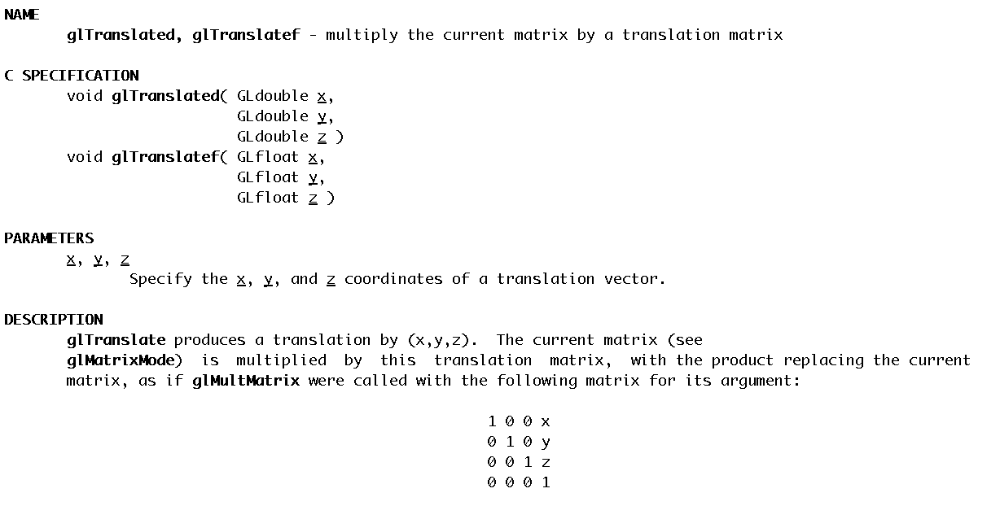 NAME
glTranslated, glTranslatef - multiply the current matrix by a translation matrix
C SPECIFICATION
void glTranslated( GLdouble x,
GLdouble y,
GLdouble z )
void glTranslatef( GLfloat x,
GLfloat y,
GLfloat z )
PARAMETERS
x, y, z
Specify the x, y, and z coordinates of a translation vector.
DESCRIPTION
glTranslate produces a translation by (x,y,z). The current matrix (see
glMatrixMode) is multiplied by this translation matrix, with the product replacing the current
matrix, as if glMultMatrix were called with the following matrix for its argument:
1 0 0 x
0 1 0 y
0 0 1 z
0 0 0 1